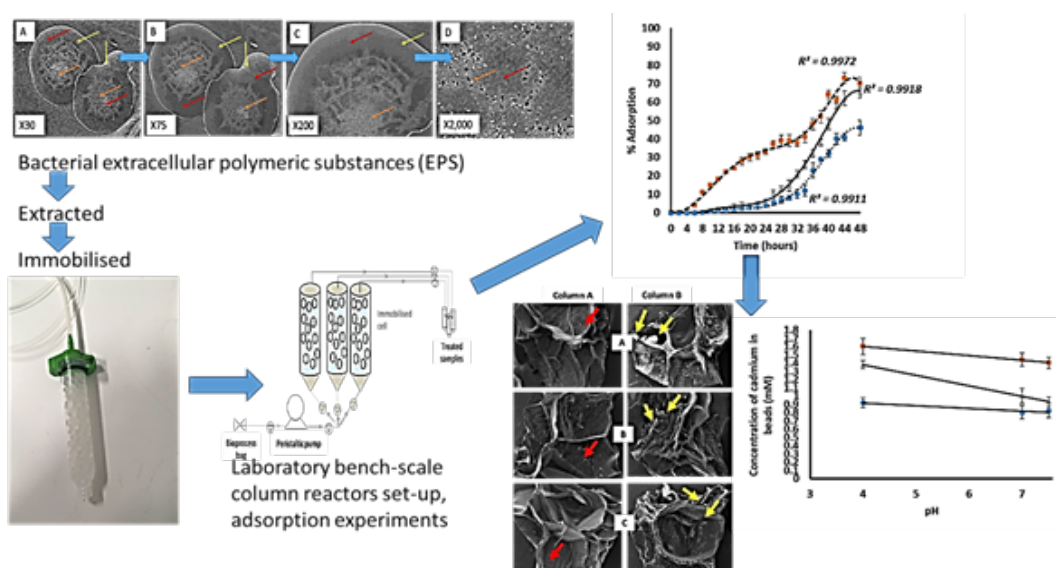 A
B
C
D
X30
X75
X200
X2,000
Bacterial extracellular polymeric substances (EPS)
Extracted
Immobilised
Immobilised
cell
Treated
samples
Bioprocess
bag
Peristaltic pump
Laboratory bench-scale
column reactors set-up,
adsorption experiments
100
90
80
70
60
50
40
30
20
10
0
% Adsorption
R² = 0.9972
R² = 0.9918
R² = 0.9911
0 4 8 12 16 20 24 28 32 36 40 44 48
Time (hours)
Column A
Column B
A
B
C
Concentration of cadmium in
beads (mM)
3 4 5 6 7
pH